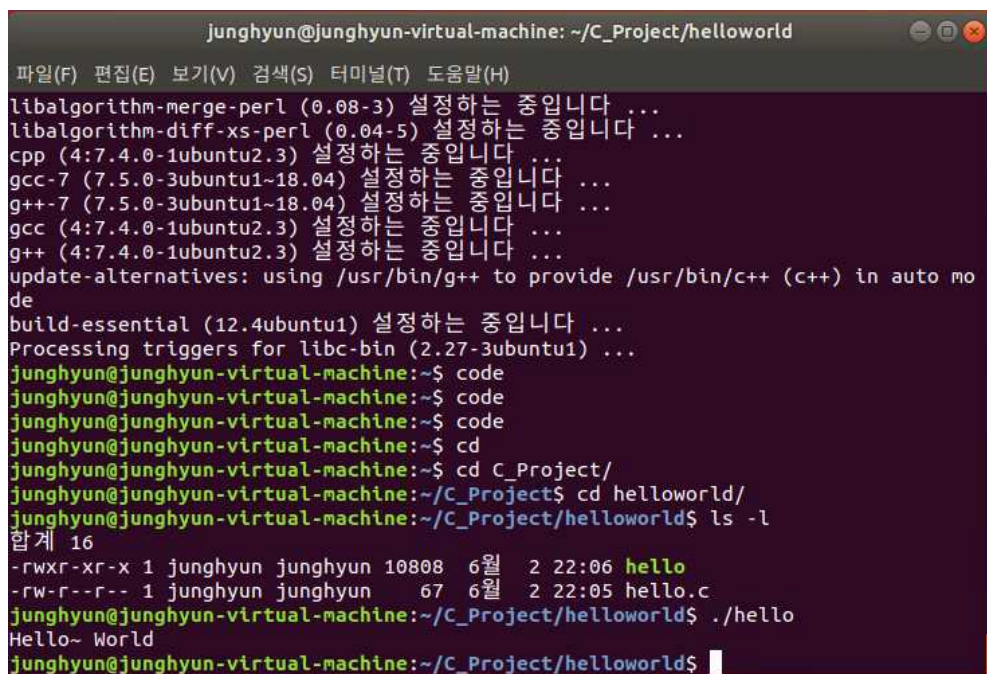 junghyun@junghyun-virtual-machine: ~/C_Project/helloworld
파일(F) 편집(E) 보기(V) 검색(S) 터미널(T) 도움말(H)
libalgorithm-merge-perl (0.08-3) 설정하는 중입니다 ...
libalgorithm-diff-xs-perl (0.04-5) 설정하는 중입니다 ...
cpp (4:7.4.0-1ubuntu2.3) 설정하는 중입니다 ...
gcc-7 (7.5.0-3ubuntu1~18.04) 설정하는 중입니다 ...
g++-7 (7.5.0-3ubuntu1~18.04) 설정하는 중입니다 ...
gcc (4:7.4.0-1ubuntu2.3) 설정하는 중입니다 ...
g++ (4:7.4.0-1ubuntu2.3) 설정하는 중입니다 ...
update-alternatives: using /usr/bin/g++ to provide /usr/bin/c++ (c++) in auto mo
de
build-essential (12.4ubuntu1) 설정하는 중입니다 ...
Processing triggers for libc-bin (2.27-3ubuntu1) ...
junghyun@junghyun-virtual-machine:~$ code
junghyun@junghyun-virtual-machine:~$ code
junghyun@junghyun-virtual-machine:~$ code
junghyun@junghyun-virtual-machine:~$ cd
junghyun@junghyun-virtual-machine:~$ cd C_Project/
junghyun@junghyun-virtual-machine:~/C_Project$ cd helloworld/
junghyun@junghyun-virtual-machine:~/C_Project/helloworld$ ls -l
합계 16
-rwxr-xr-x 1 junghyun junghyun 10808  6월  2 22:06 hello
-rw-r--r-- 1 junghyun junghyun    67  6월  2 22:05 hello.c
junghyun@junghyun-virtual-machine:~/C_Project/helloworld$ ./hello
Hello~ World
junghyun@junghyun-virtual-machine:~/C_Project/helloworld$